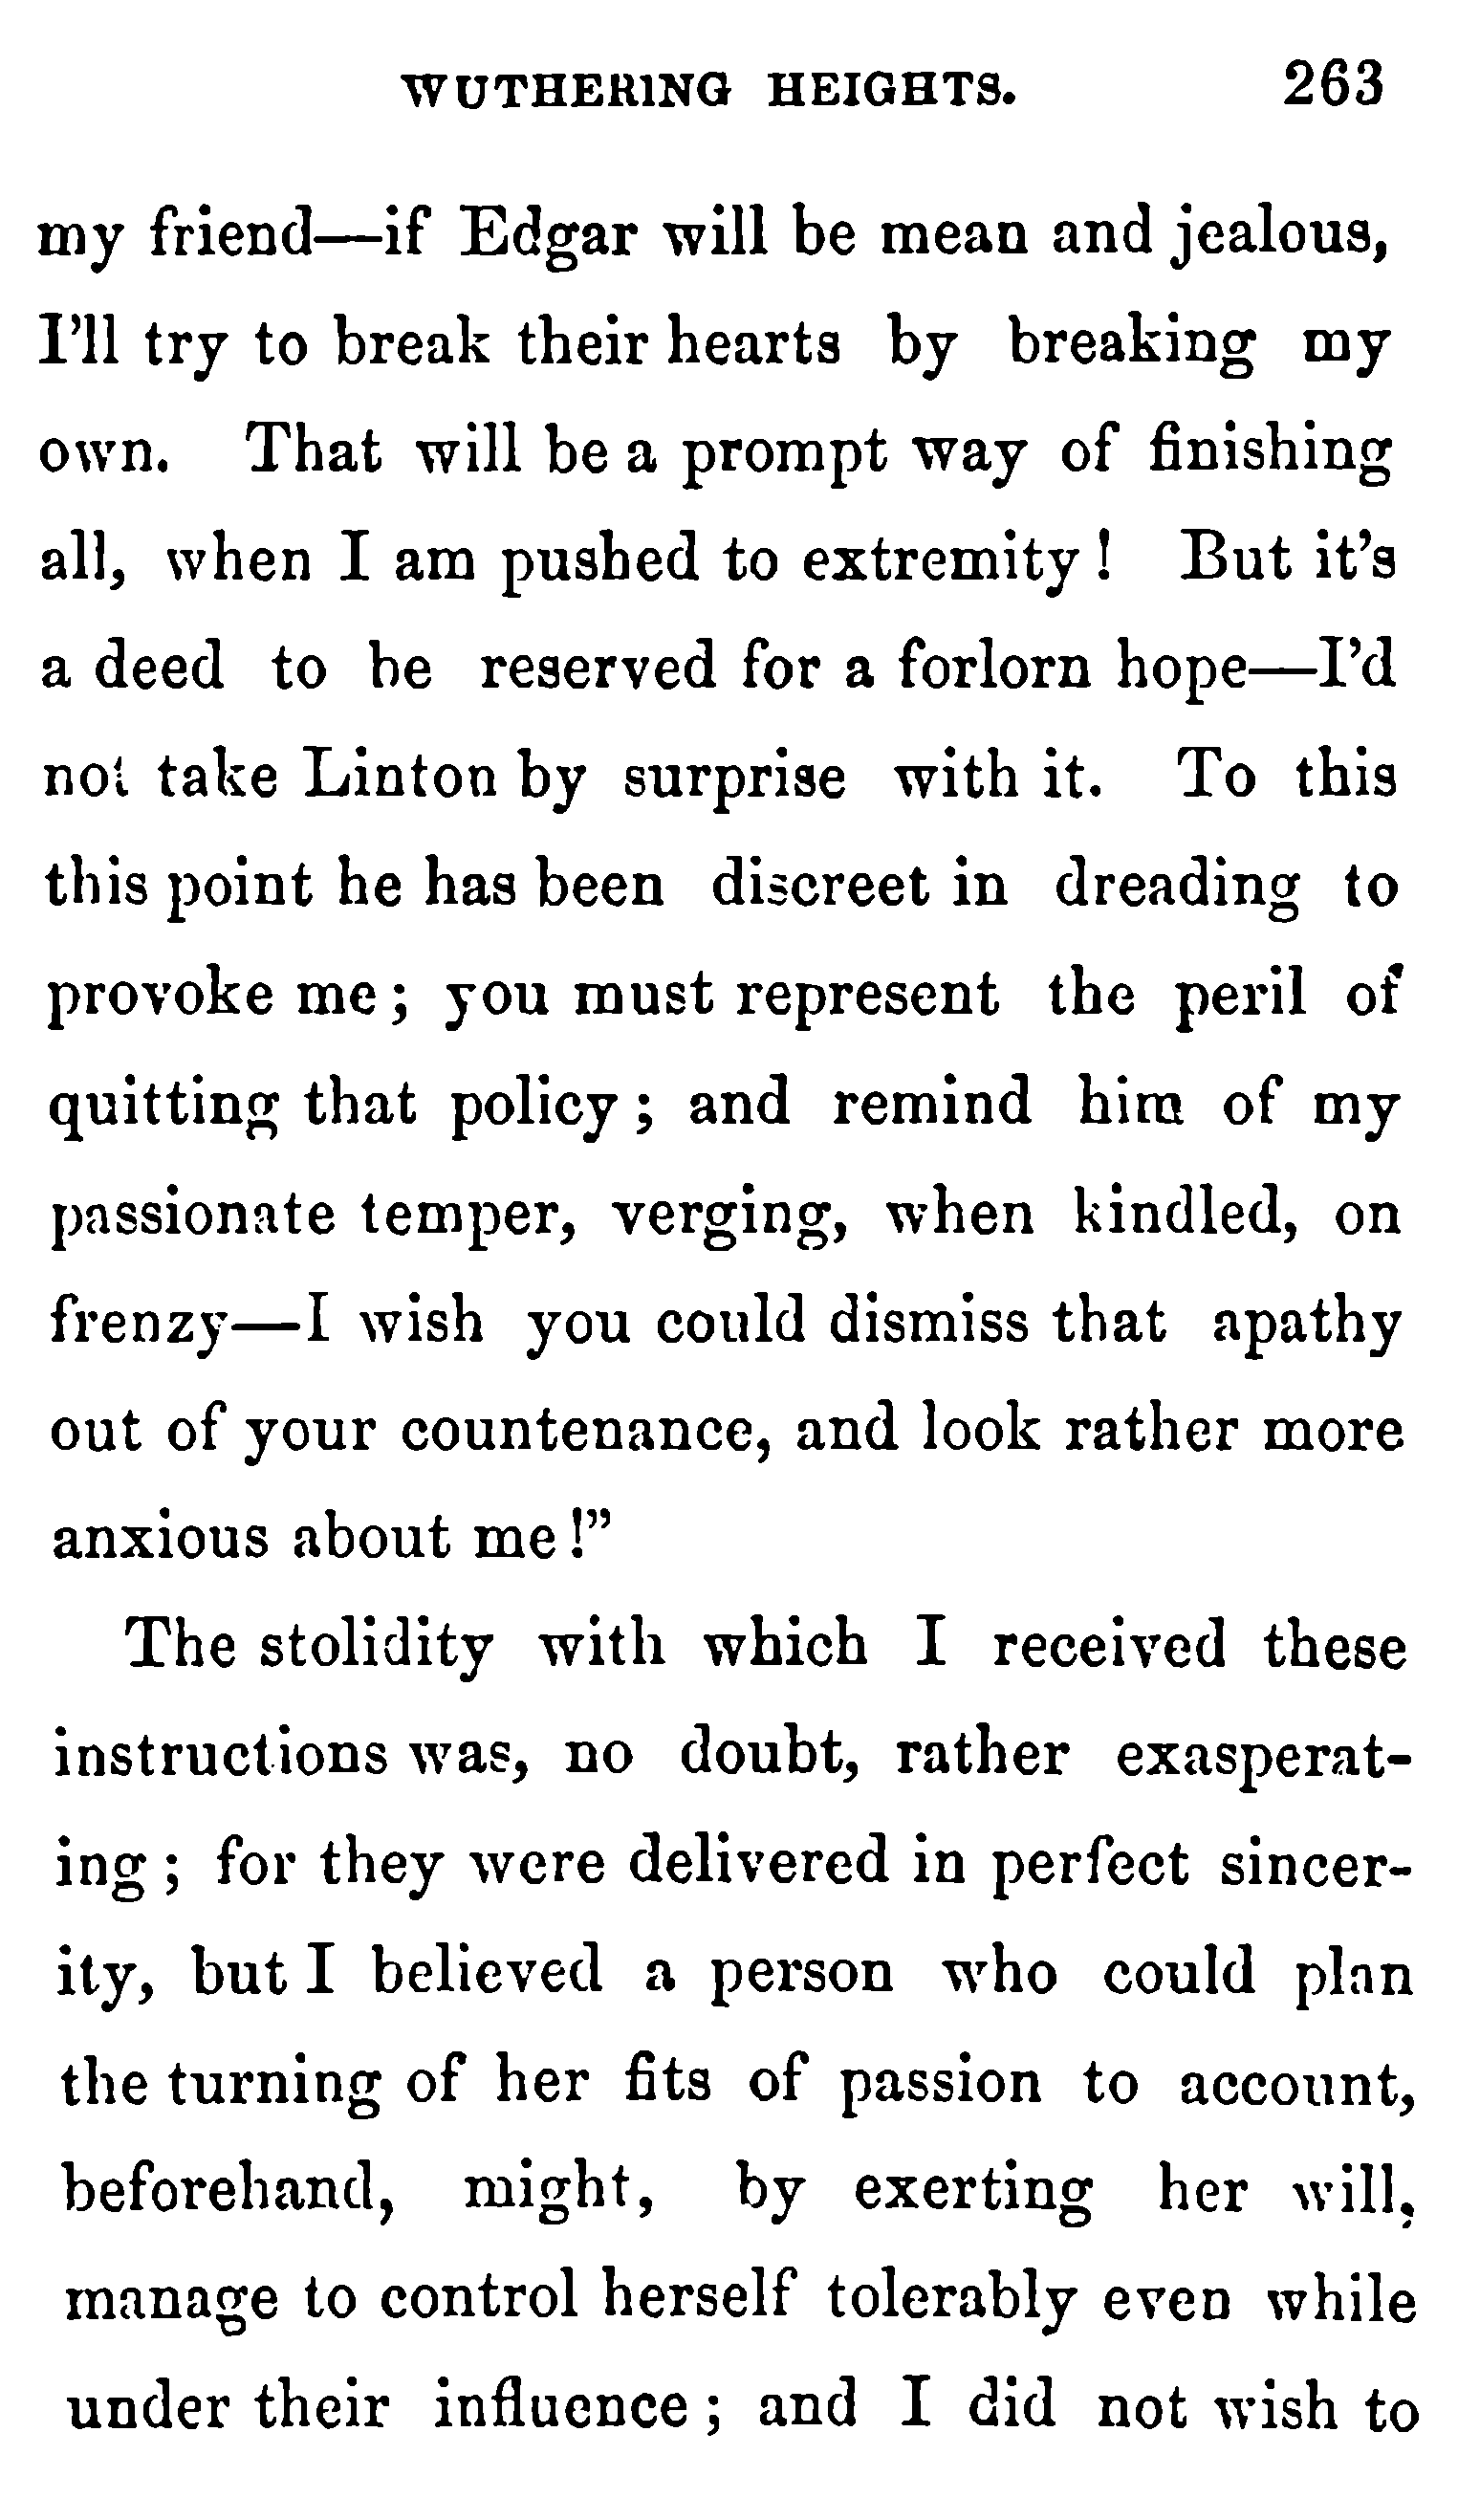 WUTHERING HEIGHTS. 263
my friend—if Edgar will be mean and jealous,
I'll try to break their hearts by breaking my
own. That will be a prompt way of finishing
all, when I am pushed to extremity! But it's
a deed to be reserved for a forlorn hope—I'd
not take Linton by surprise with it. To this
this point he has been discreet in dreading to
provoke me; you must represent the peril of
quitting that policy; and remind him of my
passionate temper, verging, when kindled, on
frenzy—I wish you could dismiss that apathy
out of your countenance, and look rather more
anxious about me!”
The stolidity with which I received these
instructions was, no doubt, rather exasperat-
ing; for they were delivered in perfect sincer-
ity, but I believed a person who could plan
the turning of her fits of passion to account,
beforehand, might, by exerting her will,
manage to control herself tolerably even while
under their influence; and I did not wish to